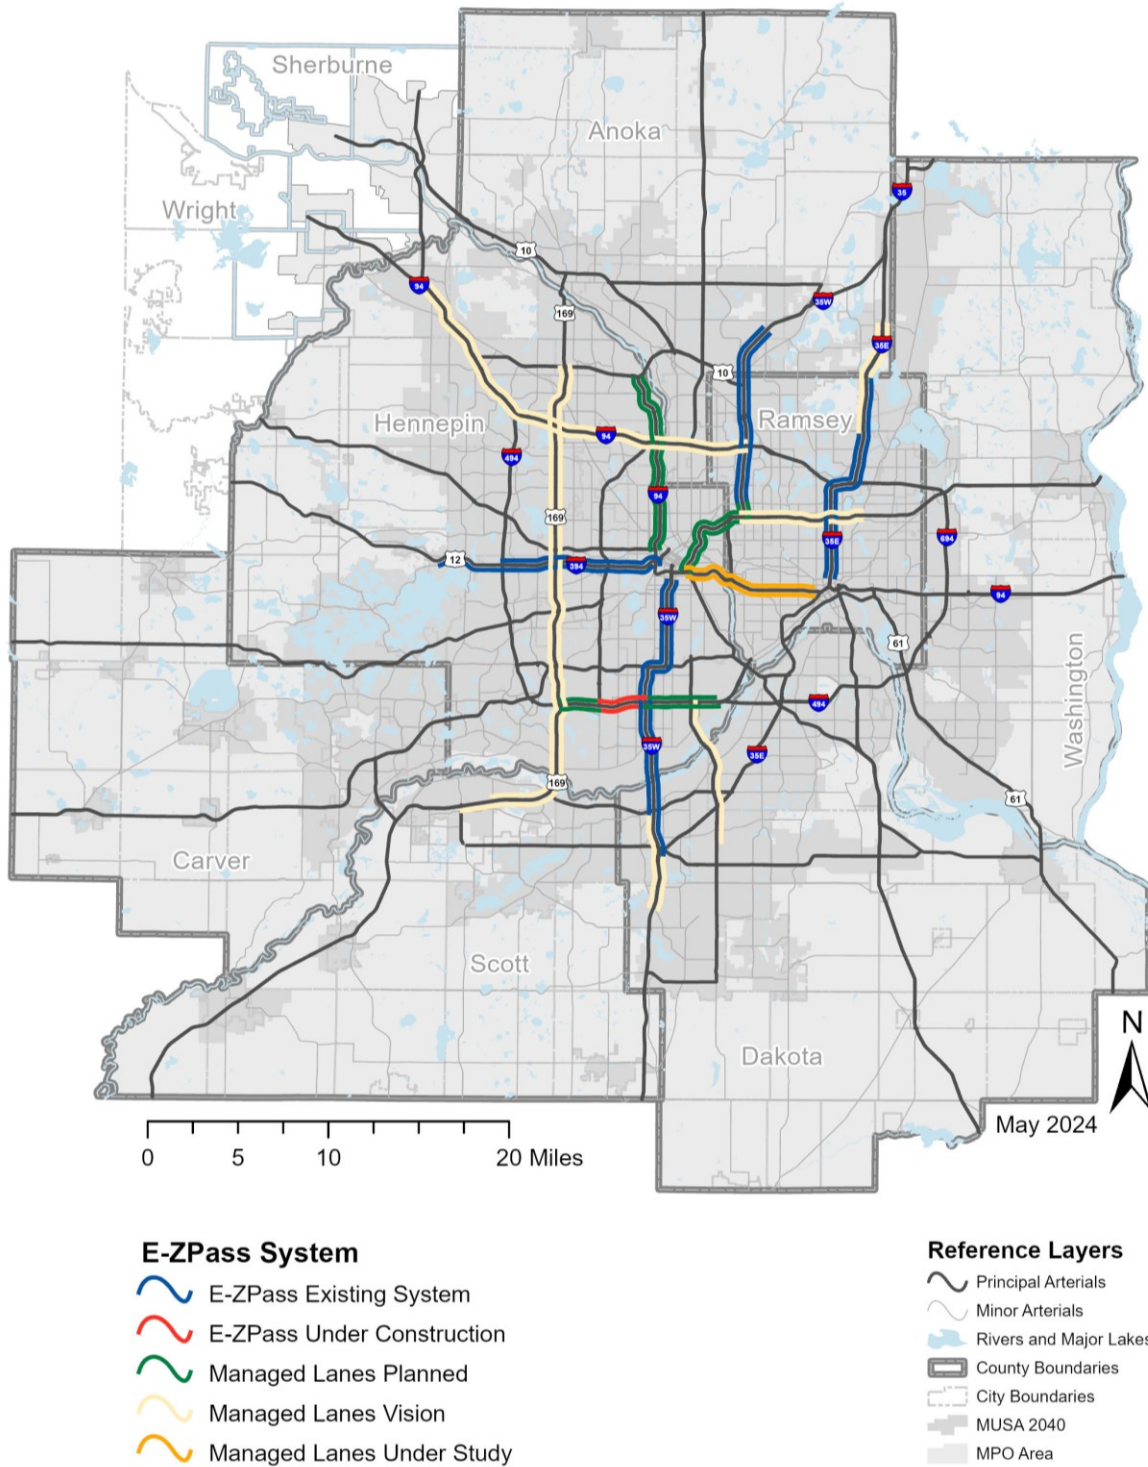 Sherburne
Anoka
Wright
35
10
94
35W
169
35E
10
Hennepin
Ramsey
94
494
94
169
12
394
35E
694
94
35W
61
Washington
494
35W
35E
169
61
Carver
Scott
Dakota
N
May 2024
0 5 10 20 Miles
E-ZPass System
E-ZPass Existing System
E-ZPass Under Construction
Managed Lanes Planned
Managed Lanes Vision
Managed Lanes Under Study
Reference Layers
Principal Arterials
Minor Arterials
Rivers and Major Lakes
County Boundaries
City Boundaries
MUSA 2040
MPO Area